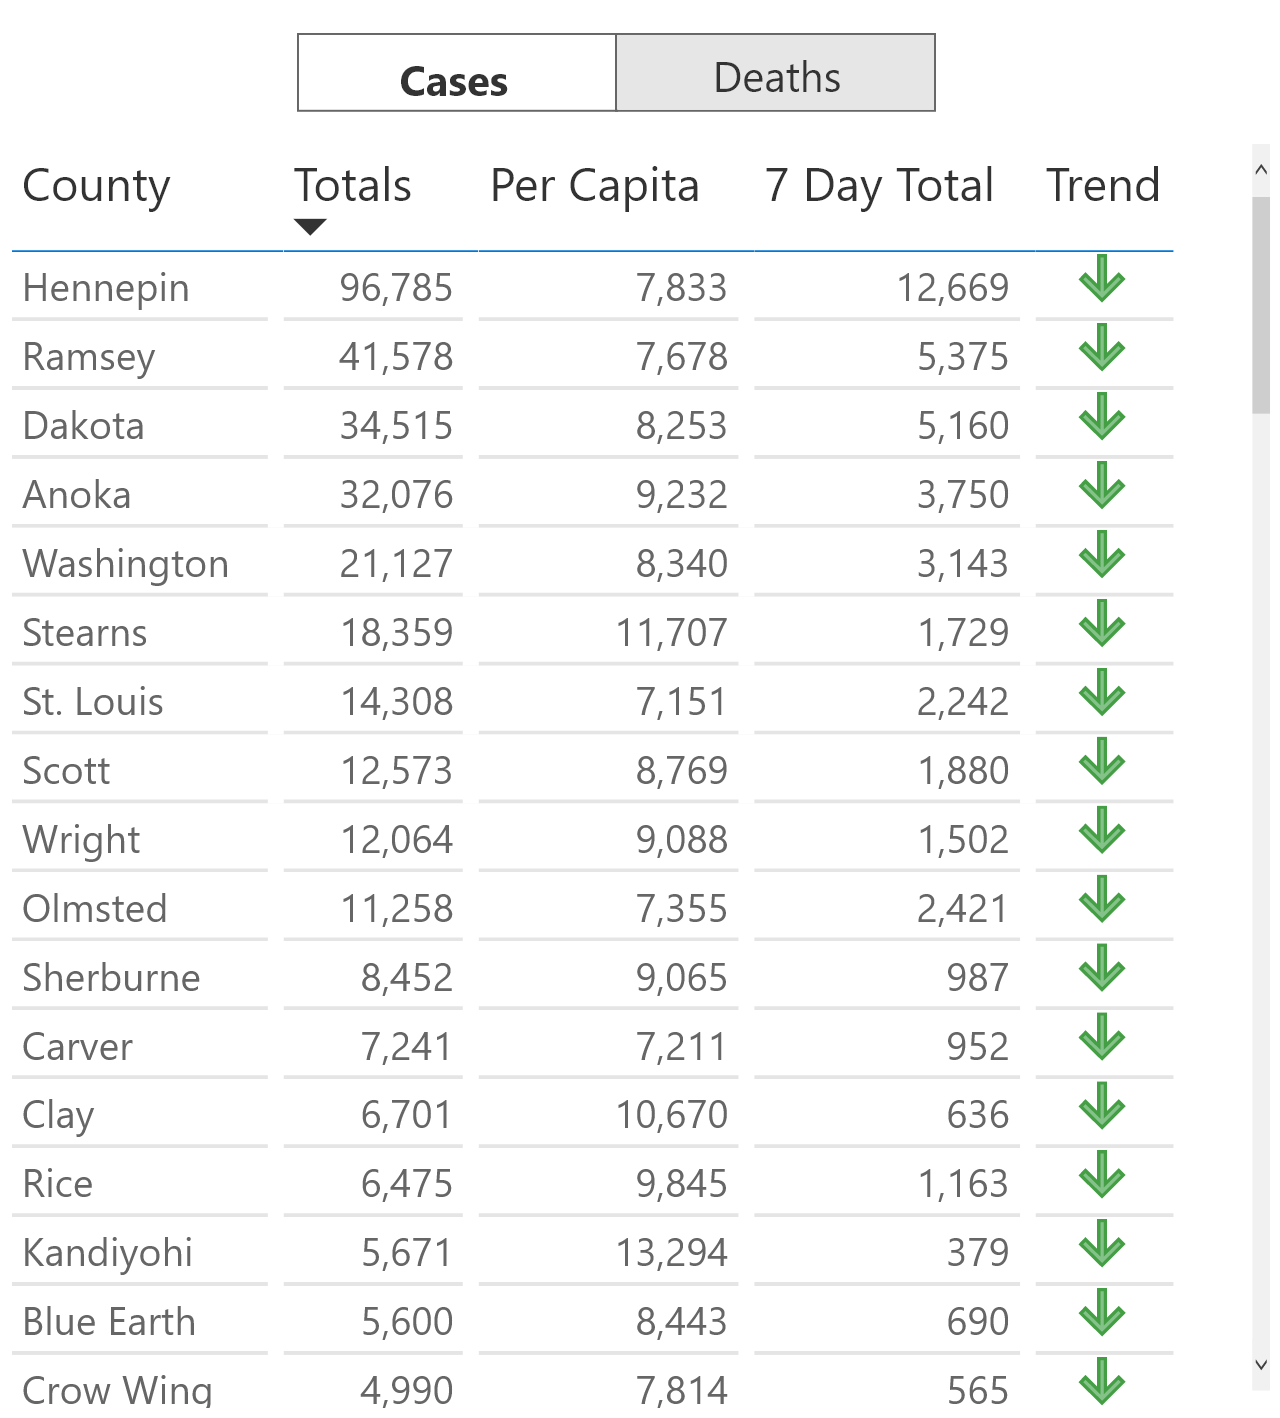 Cases Deaths
County Totals Per Capita 7 Day Total Trend
Hennepin 96,785 7,833 12,669
Ramsey 41,578 7,678 5,375
Dakota 34,515 8,253 5,160
Anoka 32,076 9,232 3,750
Washington 21,127 8,340 3,143
Stearns 18,359 11,707 1,729
St. Louis 14,308 7,151 2,242
Scott 12,573 8,769 1,880
Wright 12,064 9,088 1,502
Olmsted 11,258 7,355 2,421
Sherburne 8,452 9,065 987
Carver 7,241 7,211 952
Clay 6,701 10,670 636
Rice 6,475 9,845 1,163
Kandiyohi 5,671 13,294 379
Blue Earth 5,600 8,443 690
Crow Wing 4,990 7,814 565